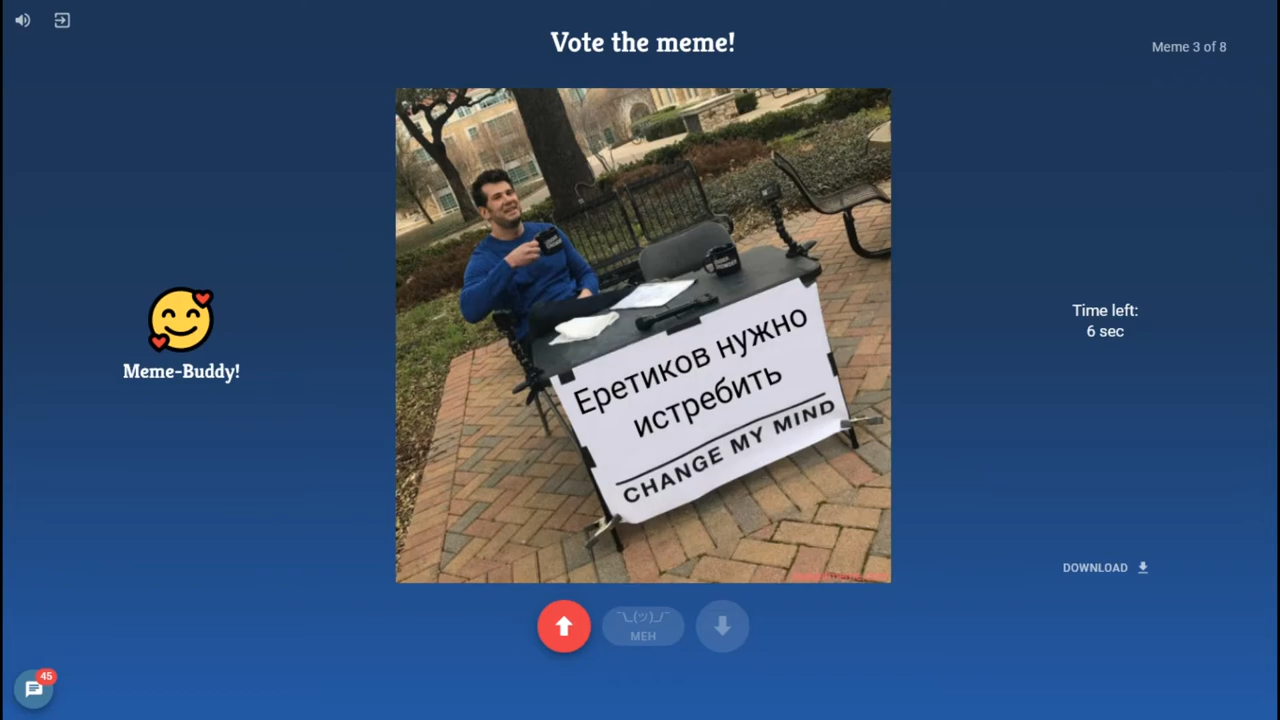 Vote the meme!
Meme 3 of 8
Еретиков нужно
истребить
CHANGE MY MIND
Meme-Buddy!
Time left:
6 sec
DOWNLOAD
¯\_(ツ)_/¯
MEH
45